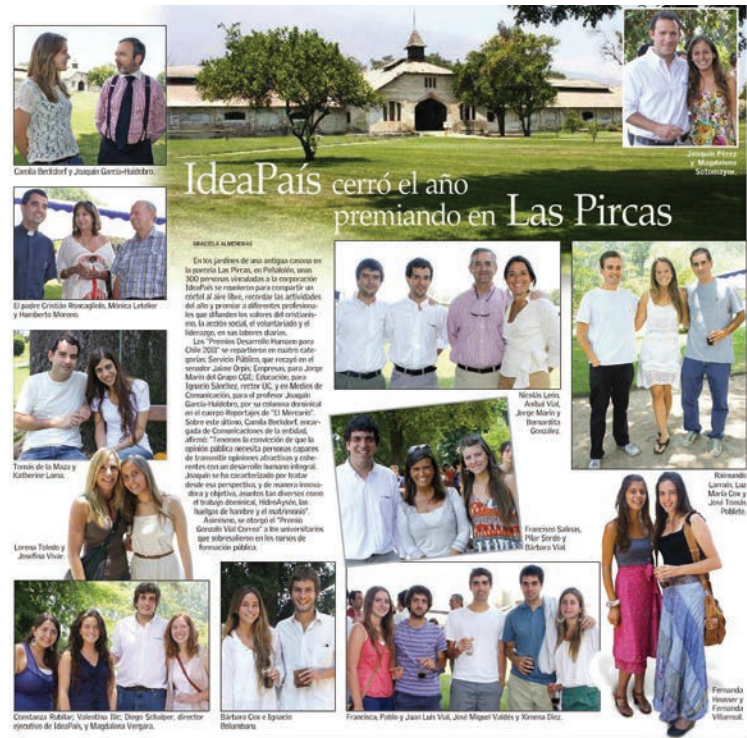 Camila Beckdorf y Joaquín García-Huidobro.
Joaquín Pérez
y Magdalena
Sotomayor.
IdeaPaís cerró el año
premiando en Las Pircas
El padre Cristián Roncagliolo, Mónica Letelier
y Humberto Moreno.
GRACIELA ALMENDRAS
En los jardines de una antigua casona en
la parcela Las Pircas, en Peñalolén, unas
300 personas vinculadas a la corporación
IdeaPaís se reunieron para compartir un
cóctel al aire libre, recordar las actividades
del año y premiar a diferentes profesiona-
les que difunden los valores del cristianis-
mo, la acción social, el voluntariado y el
liderazgo, en sus labores diarias.
Los "Premios Desarrollo Humano para
Chile 2011" se repartieron en cuatro cate-
gorías: Servicio Público, que recayó en el
senador Jaime Orpis; Empresas, para Jorge
Marín del Grupo CGE; Educación, para
Ignacio Sánchez, rector UC, y en Medios de
Comunicación, para el profesor Joaquín
García-Huidobro, por su columna dominical
en el cuerpo Reportajes de "El Mercurio".
Sobre este último, Camila Beckdorf, encar-
gada de Comunicaciones de la entidad,
afirmó: "Tenemos la convicción de que la
opinión pública necesita personas capaces
de transmitir opiniones atractivas y cohe-
rentes con un desarrollo humano integral.
Joaquín se ha caracterizado por tratar
desde esa perspectiva, y de manera innova-
dora y objetiva, asuntos tan diversos como
el trabajo dominical, HidroAysén, las
huelgas de hambre y el matrimonio".
Asimismo, se otorgó el "Premio
Gonzalo Vial Correa" a los universitarios
que sobresalieron en los cursos de
formación pública.
Nicolás León,
Aníbal Vial,
Jorge Marín y
Bernardita
González.
Tomás de la Maza y
Katherine Lama.
Raimundo
Larraín, Luz
María Cox y
José Tomás
Poblete.
Lorena Toledo y
Josefina Vivar.
Francisco Salinas,
Pilar Sordo y
Bárbara Vial.
Constanza Rubilar; Valentina Ilic; Diego Schalper, director
ejecutivo de IdeaPaís, y Magdalena Vergara.
Bárbara Cox e Ignacio
Francisca, Pablo y Juan Luis Vial, José Miguel Valdés y Ximena Díez.
Fernanda
Heusser y
Fernanda
Villarroel.